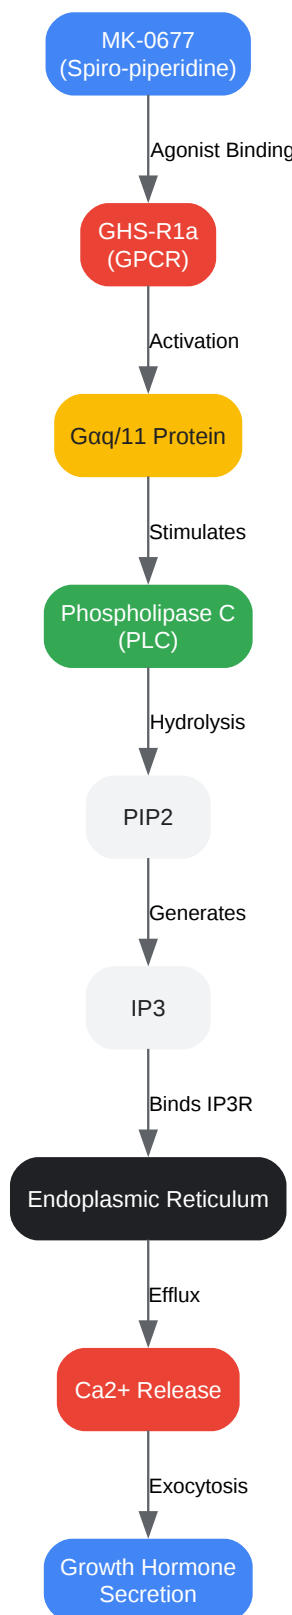 MK-0677
(Spiro-piperidine)
Agonist Binding
GHS-R1a
(GPCR)
Activation
Gαq/11 Protein
Stimulates
Phospholipase C
(PLC)
Hydrolysis
PIP2
Generates
IP3
Binds IP3R
Endoplasmic Reticulum
Efflux
Ca2+ Release
Exocytosis
Growth Hormone
Secretion